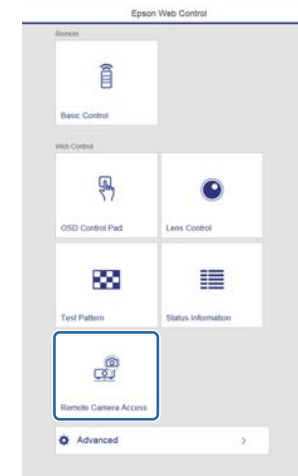 Epson Web Control
Remote
Basic Control
Web Control
OSD Control Pad
Lens Control
Test Pattern
Status Information
Remote Camera Access
Advanced